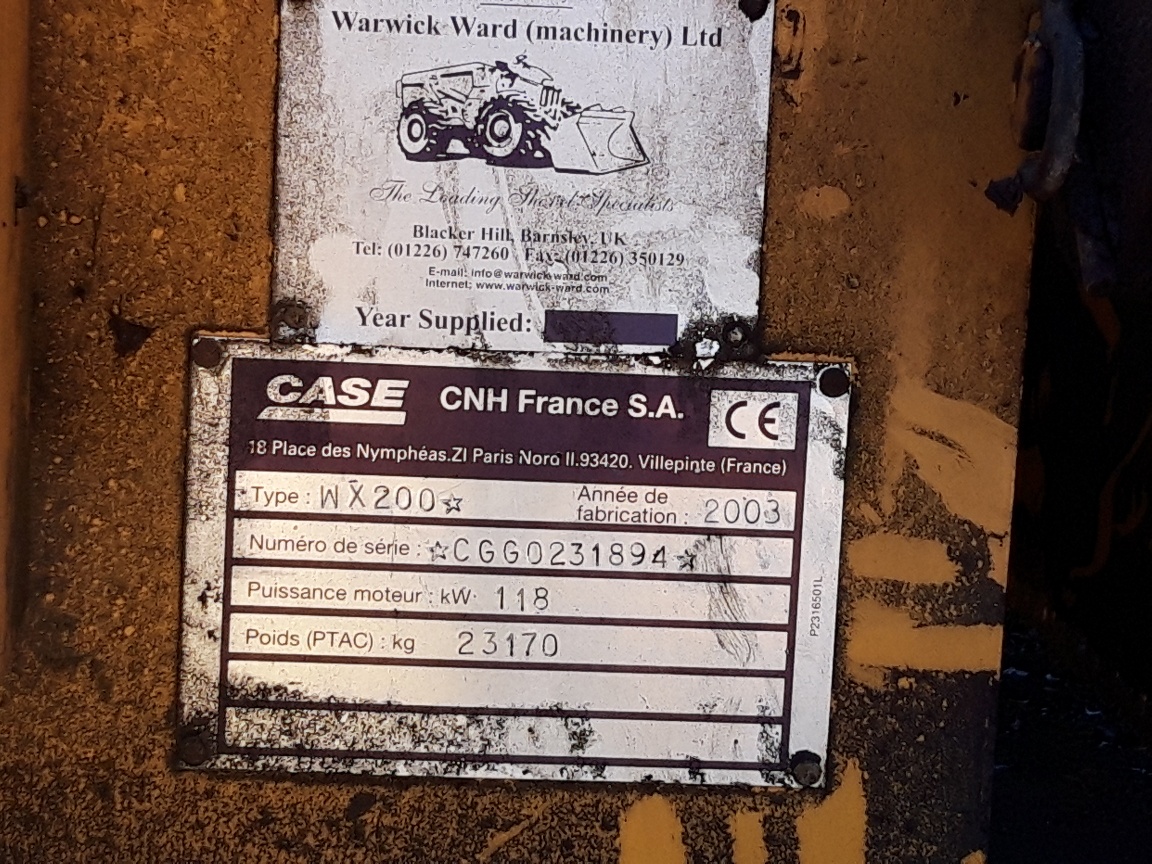 Warwick Ward (machinery) Ltd
The Loading Shovel Specialists
Blacker Hill, Barnsley, UK
Tel: (01226) 747260 Fax: (01226) 350129
E-mail: info@warwick-ward.com
Internet: www.warwick-ward.com
Year Supplied:
CASE CNH France S.A. CE
18 Place des Nymphéas.ZI Paris Nord II.93420. Villepinte (France)
Type : WX200☆ Année de fabrication : 2003
Numéro de série : ☆CGG0231894☆
Puissance moteur : kW 118
Poids (PTAC) : kg 23170
P2316501L